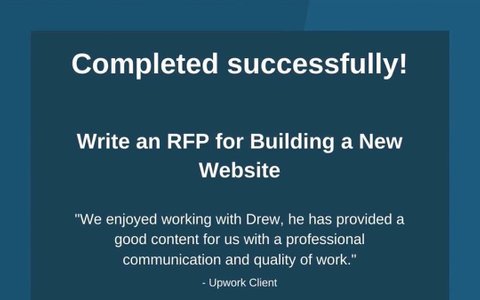 Completed successfully!
Write an RFP for Building a New
Website
"We enjoyed working with Drew, he has provided a
good content for us with a professional
communication and quality of work."
- Upwork Client